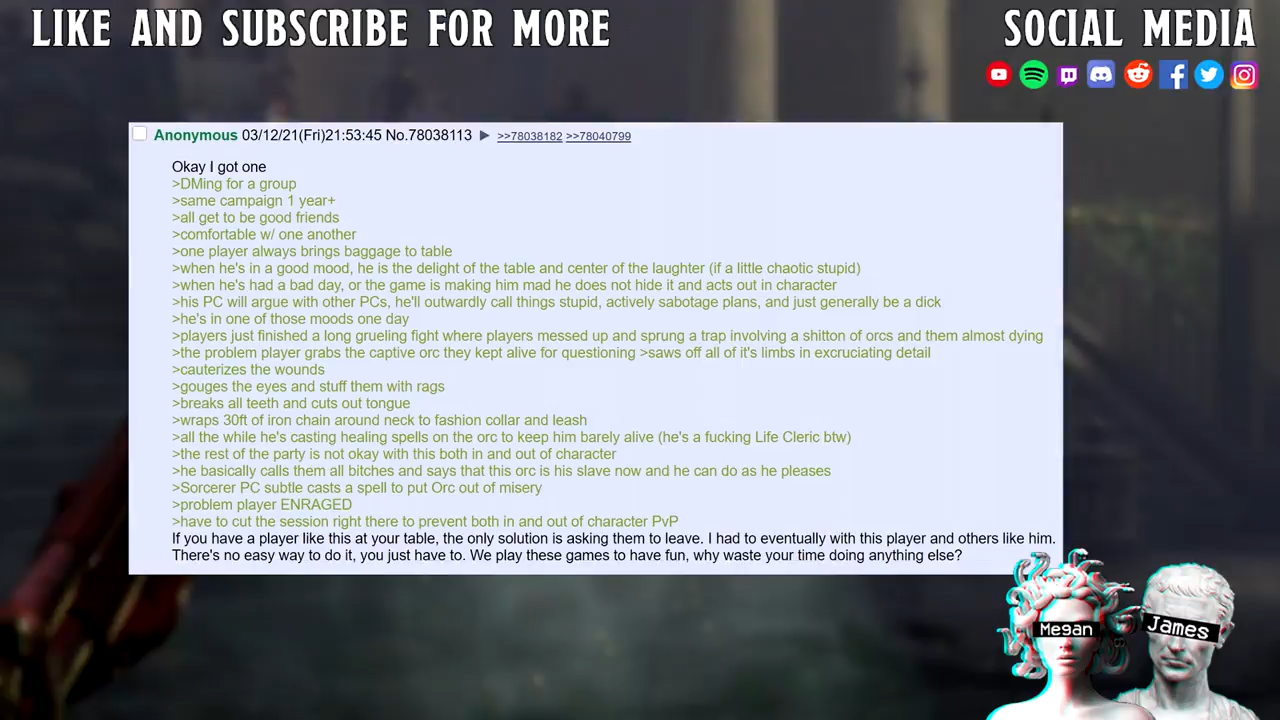 LIKE AND SUBSCRIBE FOR MORE
SOCIAL MEDIA
Anonymous 03/12/21(Fri)21:53:45 No.78038113 ▶ >>78038182 >>78040799
Okay I got one
>DMing for a group
>same campaign 1 year+
>all get to be good friends
>comfortable w/ one another
>one player always brings baggage to table
>when he's in a good mood, he is the delight of the table and center of the laughter (if a little chaotic stupid)
>when he's had a bad day, or the game is making him mad he does not hide it and acts out in character
>his PC will argue with other PCs, he'll outwardly call things stupid, actively sabotage plans, and just generally be a dick
>he's in one of those moods one day
>players just finished a long grueling fight where players messed up and sprung a trap involving a shitton of orcs and them almost dying
>the problem player grabs the captive orc they kept alive for questioning >saws off all of it's limbs in excruciating detail
>cauterizes the wounds
>gouges the eyes and stuff them with rags
>breaks all teeth and cuts out tongue
>wraps 30ft of iron chain around neck to fashion collar and leash
>all the while he's casting healing spells on the orc to keep him barely alive (he's a fucking Life Cleric btw)
>the rest of the party is not okay with this both in and out of character
>he basically calls them all bitches and says that this orc is his slave now and he can do as he pleases
>Sorcerer PC subtle casts a spell to put Orc out of misery
>problem player ENRAGED
>have to cut the session right there to prevent both in and out of character PvP
If you have a player like this at your table, the only solution is asking them to leave. I had to eventually with this player and others like him.
There's no easy way to do it, you just have to. We play these games to have fun, why waste your time doing anything else?
Megan
James